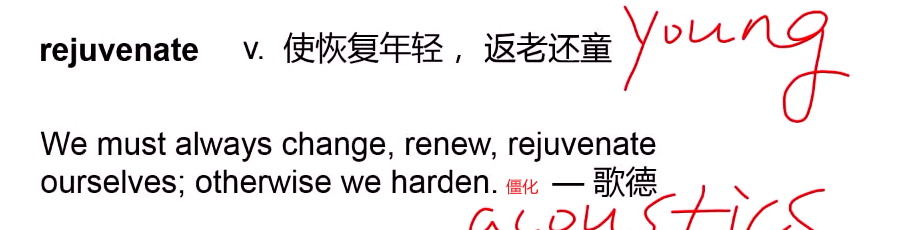 rejuvenate v. 使恢复年轻，返老还童 young
We must always change, renew, rejuvenate
ourselves; otherwise we harden. 僵化 — 歌德
acoustics